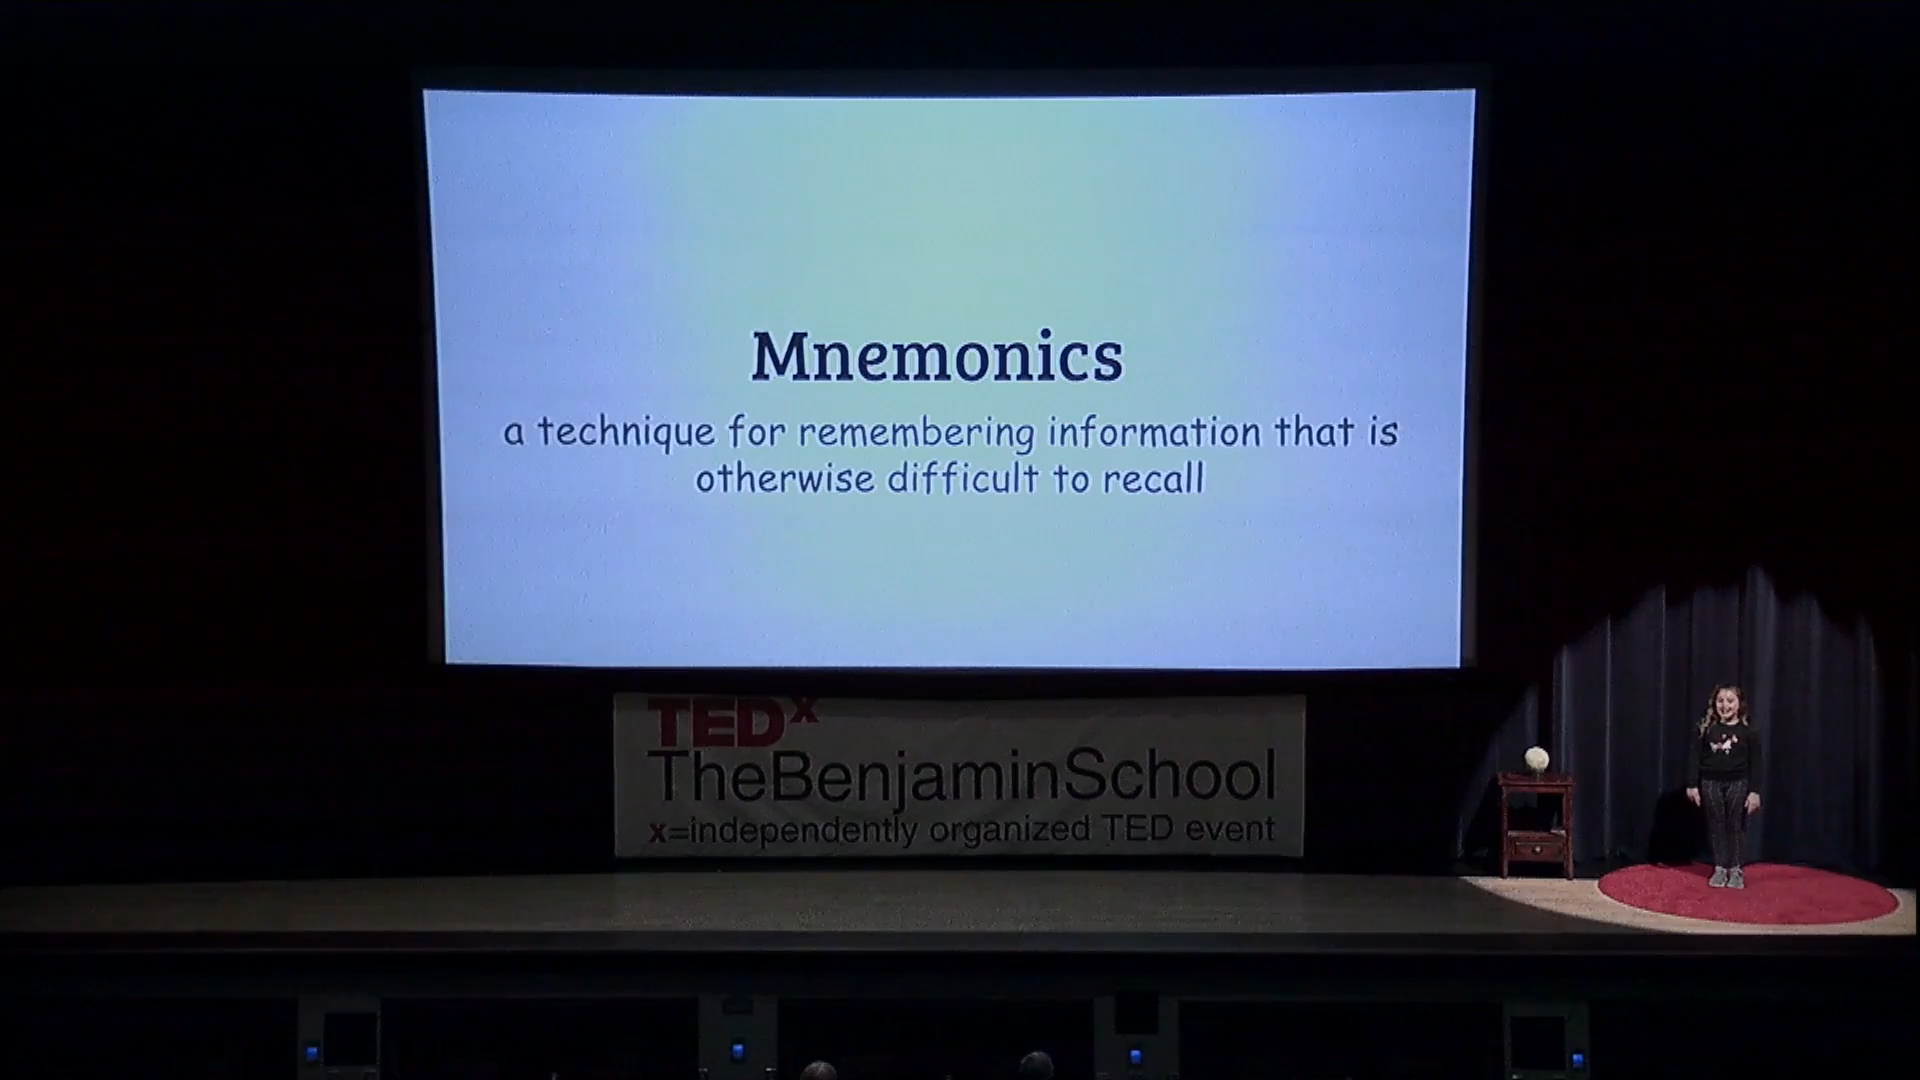 Mnemonics
a technique for remembering information that is
otherwise difficult to recall
TEDx
TheBenjaminSchool
x=independently organized TED event